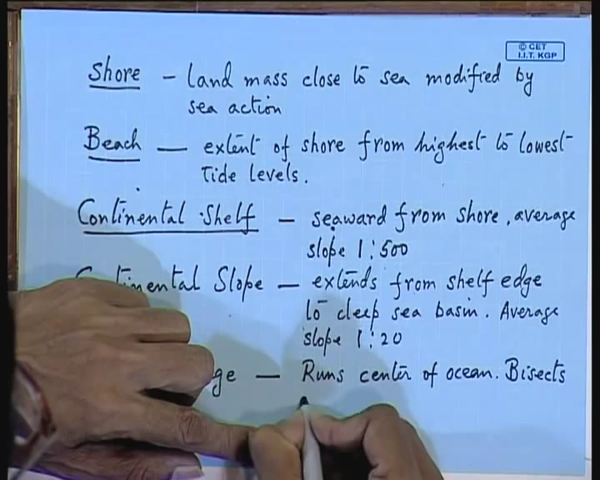 © CET
I.I.T. KGP
Shore - land mass close to sea modified by
sea action
Beach — extent of shore from highest to lowest
Tide levels.
Continental Shelf - seaward from shore, average
slope 1:500
Continental Slope - extends from shelf edge
to deep sea basin. Average
slope 1:20
ge — Runs center of ocean. Bisects